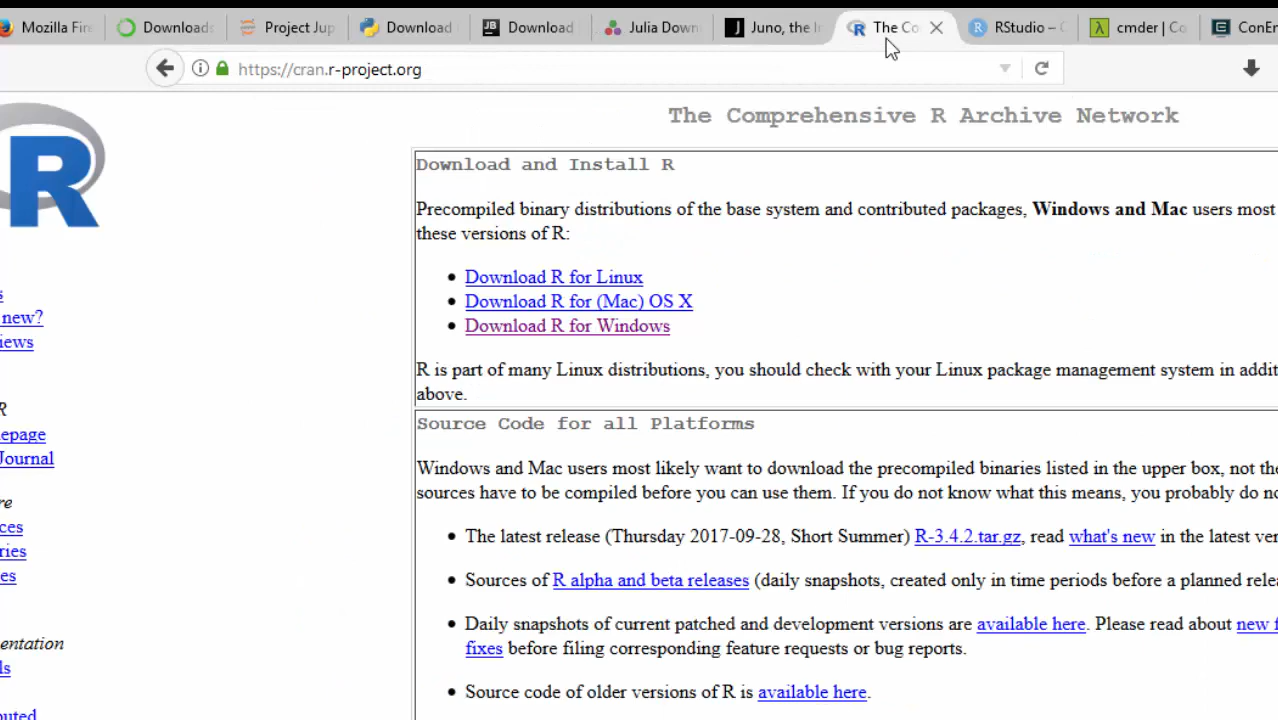 Mozilla Fire
Downloads
Project Jup
Download
JB
Download
Julia Down
Juno, the In
The Co
RStudio – O
cmder | Co
ConE
https://cran.r-project.org
The Comprehensive R Archive Network
R
Download and Install R
Precompiled binary distributions of the base system and contributed packages, Windows and Mac users most
these versions of R:
Download R for Linux
Download R for (Mac) OS X
Download R for Windows
R is part of many Linux distributions, you should check with your Linux package management system in addit
above.
Source Code for all Platforms
Windows and Mac users most likely want to download the precompiled binaries listed in the upper box, not the
sources have to be compiled before you can use them. If you do not know what this means, you probably do no
The latest release (Thursday 2017-09-28, Short Summer) R-3.4.2.tar.gz, read what's new in the latest ver
Sources of R alpha and beta releases (daily snapshots, created only in time periods before a planned relea
Daily snapshots of current patched and development versions are available here. Please read about new f
fixes before filing corresponding feature requests or bug reports.
Source code of older versions of R is available here.
s
new?
iews
R
epage
Journal
re
ces
ries
es
entation
ls
outed